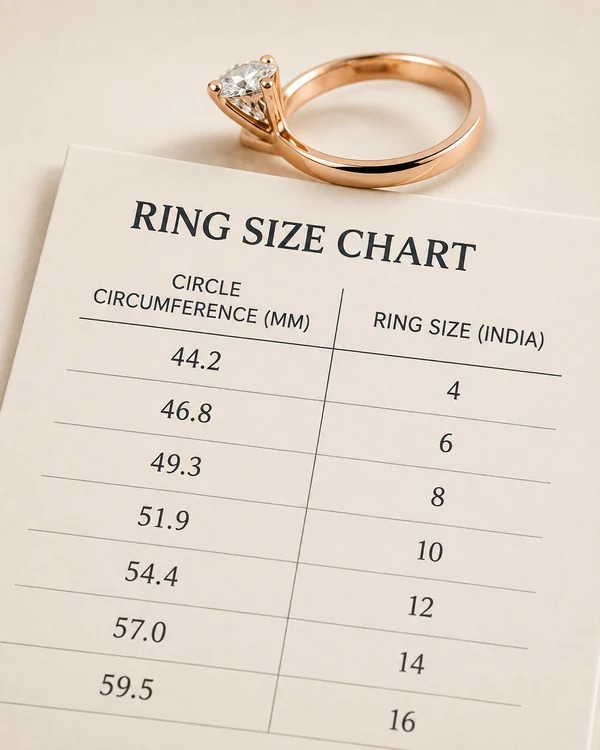 RING SIZE CHART
CIRCLE
CIRCUMFERENCE (MM)
RING SIZE (INDIA)
44.2 4
46.8 6
49.3 8
51.9 10
54.4 12
57.0 14
59.5 16